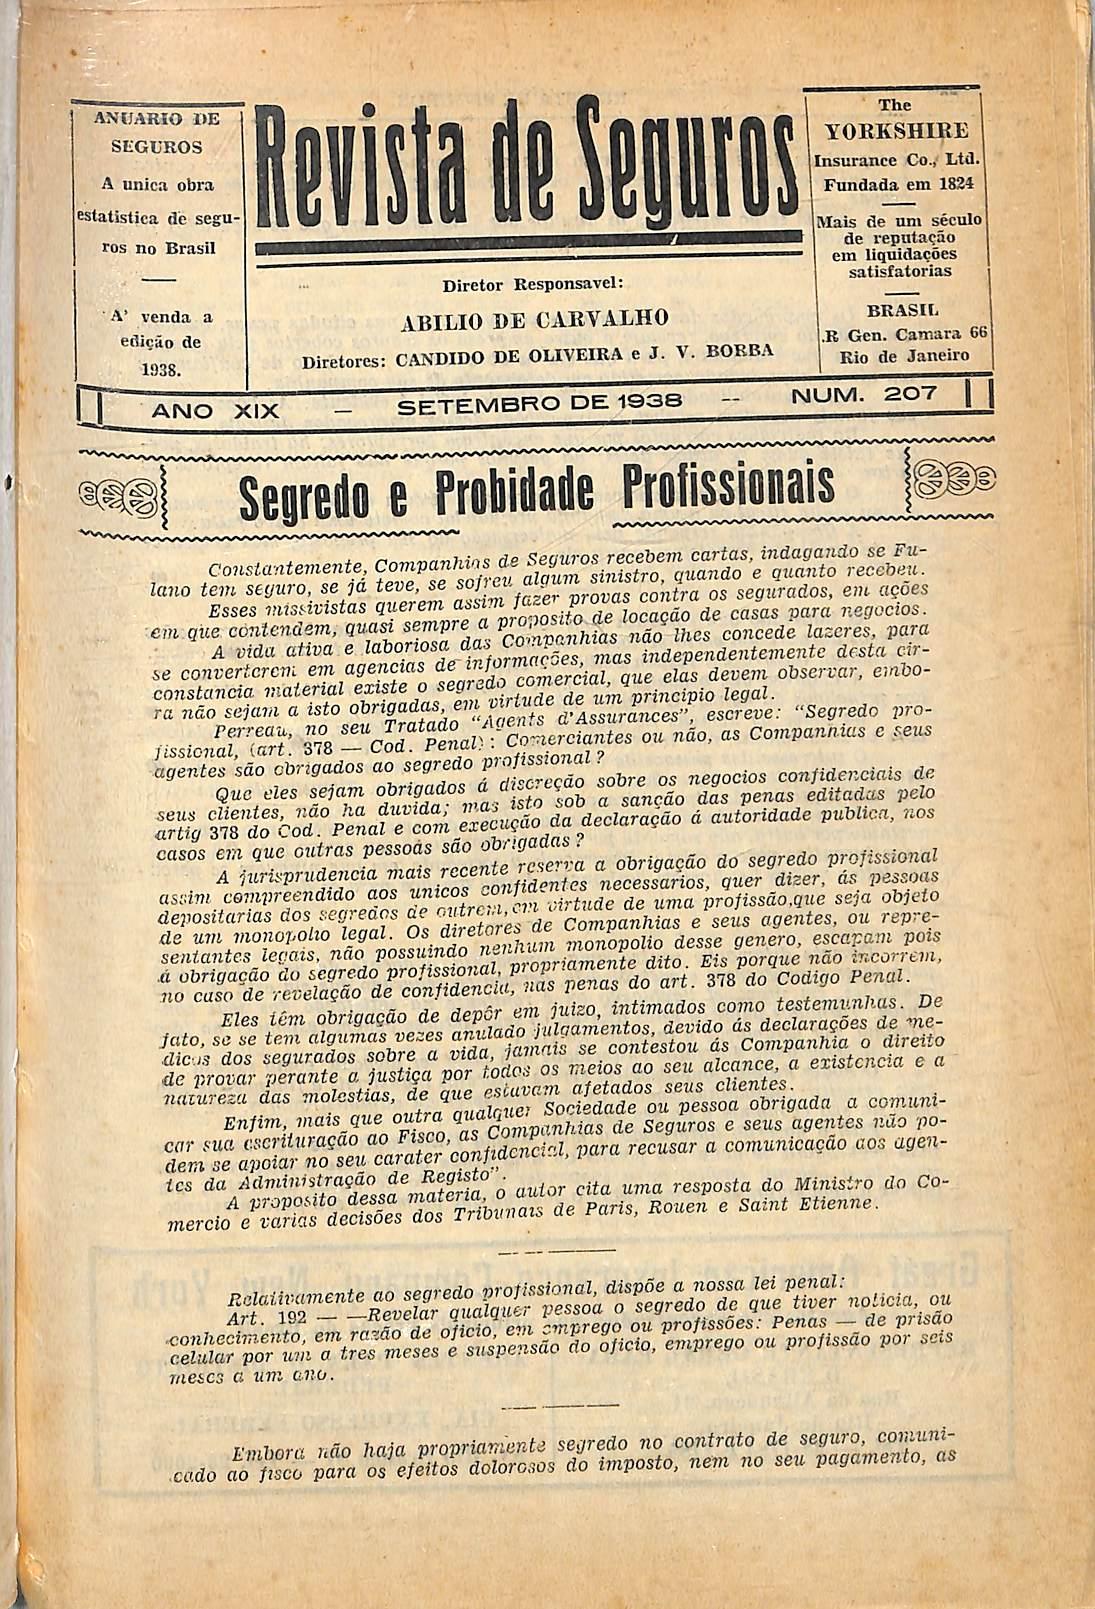 ANUARIO DE
SEGUROS
A unica obra
estatistica de segu-
ros no Brasil
A' venda a
edição de
1938.
Revista de Seguros
Diretor Responsavel:
ABILIO DE CARVALHO
Diretores: CANDIDO DE OLIVEIRA e J. V. BORBA
The
YORKSHIRE
Insurance Co., Ltd.
Fundada em 1824
Mais de um século
de reputação
em liquidações
satisfatorias
BRASIL
R Gen. Camara 66
Rio de Janeiro
ANO XIX — SETEMBRO DE 1938 -- NUM. 207
Segredo e Probidade Profissionais
Constantemente, Companhias de Seguros recebem cartas, indagando se Fu-
lano tem seguro, se já teve, se sofreu algum sinistro, quando e quanto recebeu.
Esses missivistas querem assim fazer provas contra os segurados, em ações
em que contendem, quasi sempre a proposito de locação de casas para negocios.
A vida ativa e laboriosa das Companhias não lhes concede lazeres, para
se converterem em agencias de informações, mas independentemente desta cir-
constancia material existe o segredo comercial, que elas devem observar, embo-
ra não sejam a isto obrigadas, em virtude de um principio legal.
Perreau, no seu Tratado "Agents d'Assurances", escreve: "Segredo pro-
fissional, (art. 378 — Cod. Penal): Comerciantes ou não, as Companhias e seus
agentes são obrigados ao segredo profissional?
Que eles sejam obrigados á discreção sobre os negocios confidenciais de
seus clientes, não ha duvida; mas isto sob a sanção das penas editadas pelo
artig 378 do Cod. Penal e com execução da declaração á autoridade publica, nos
casos em que outras pessoas são obrigadas?
A jurisprudencia mais recente reserva a obrigação do segredo profissional
assim compreendido aos unicos confidentes necessarios, quer dizer, ás pessoas
depositarias dos segredos de outrem, em virtude de uma profissão, que seja objeto
de um monopolio legal. Os diretores de Companhias e seus agentes, ou repre-
sentantes legais, não possuindo nenhum monopolio desse genero, escapam pois
á obrigação do segredo profissional, propriamente dito. Eis porque não incorrem,
no caso de revelação de confidencia, nas penas do art. 378 do Codigo Penal.
Eles têm obrigação de depôr em juizo, intimados como testemunhas. De
fato, se se tem algumas vezes anulado julgamentos, devido ás declarações de me-
dicos dos segurados sobre a vida, jamais se contestou ás Companhia o direito
de provar perante a justiça por todos os meios ao seu alcance, a existencia e a
natureza das molestias, de que estavam afetados seus clientes.
Enfim, mais que outra qualquer Sociedade ou pessoa obrigada a comuni-
car sua escrituração ao Fisco, as Companhias de Seguros e seus agentes não po-
dem se apoiar no seu carater confidencial, para recusar a comunicação aos agen-
tes da Administração de Registo".
A proposito dessa materia, o autor cita uma resposta do Ministro do Co-
mercio e varias decisões dos Tribunais de Paris, Rouen e Saint Etienne.
Relativamente ao segredo profissional, dispõe a nossa lei penal:
Art. 192 — —Revelar qualquer pessoa o segredo de que tiver noticia, ou
conhecimento, em razão de oficio, em emprego ou profissões: Penas — de prisão
celular por um a tres meses e suspensão do oficio, emprego ou profissão por seis
meses a um ano.
Embora não haja propriamente segredo no contrato de seguro, comuni-
cado ao fisco para os efeitos dolorosos do imposto, nem no seu pagamento, as